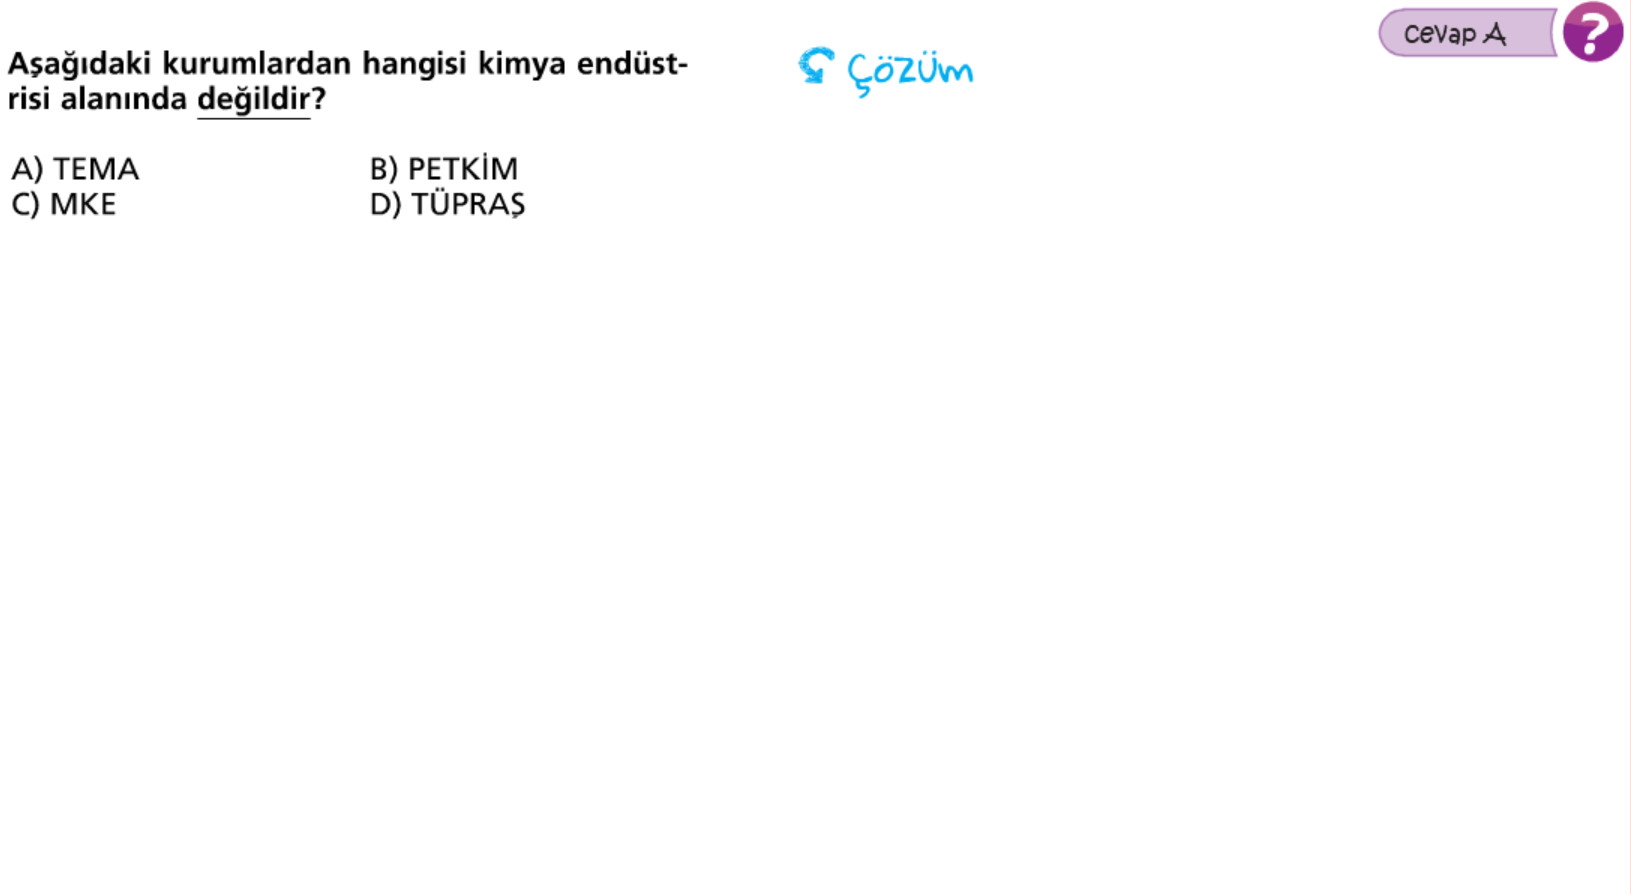 Cevap A ?
Aşağıdaki kurumlardan hangisi kimya endüst-
risi alanında değildir?
Çözüm
A) TEMA B) PETKİM
C) MKE D) TÜPRAŞ